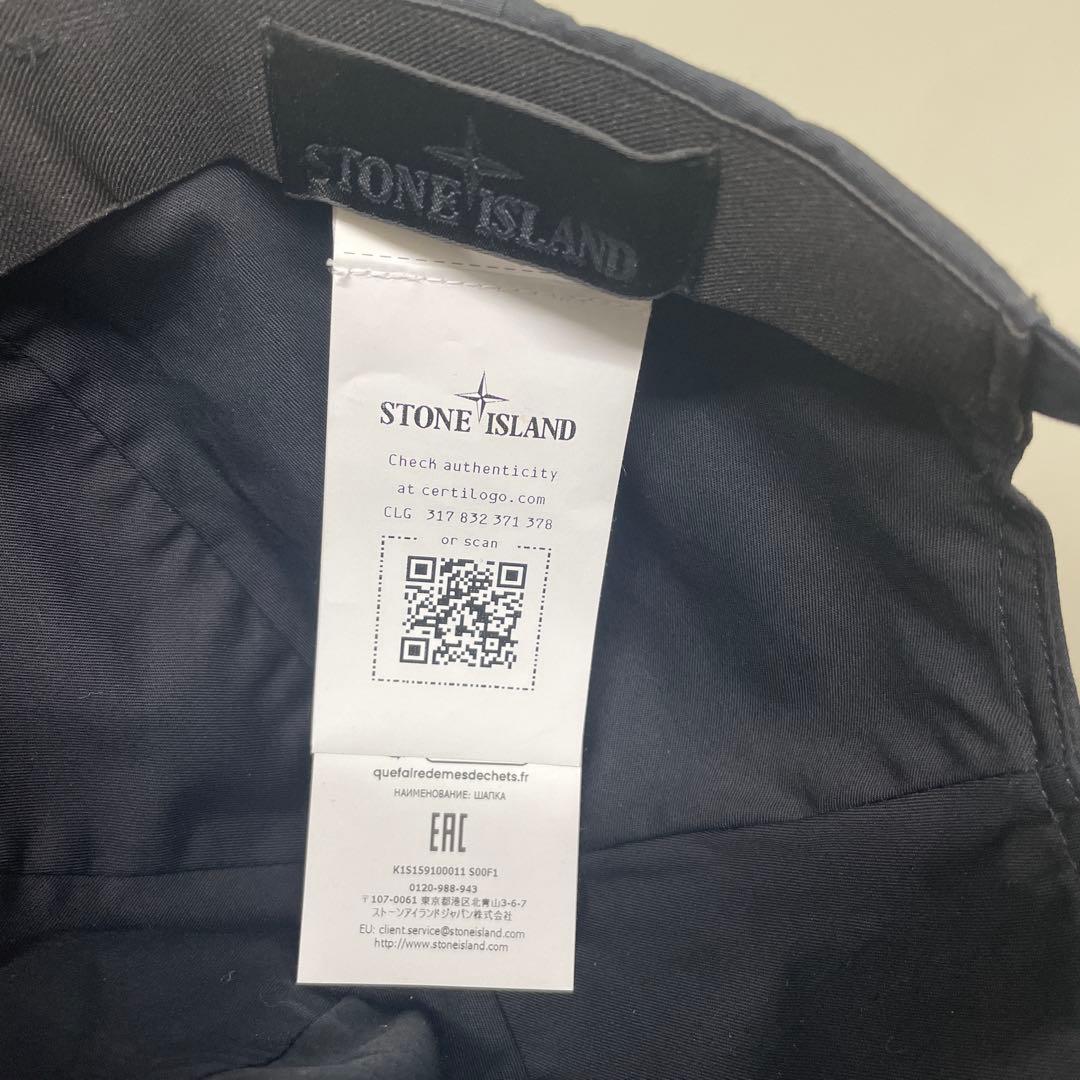 STONE ISLAND
STONE ISLAND
Check authenticity
at certilogo.com
CLG 317 832 371 378
or scan
quefairedemesdechets.fr
НАИМЕНОВАНИЕ: ШАПКА
EAC
K1S159100011 S00F1
0120-988-943
〒107-0061 東京都港区北青山3-6-7
ストーンアイランドジャパン株式会社
EU: client.service@stoneisland.com
http://www.stoneisland.com